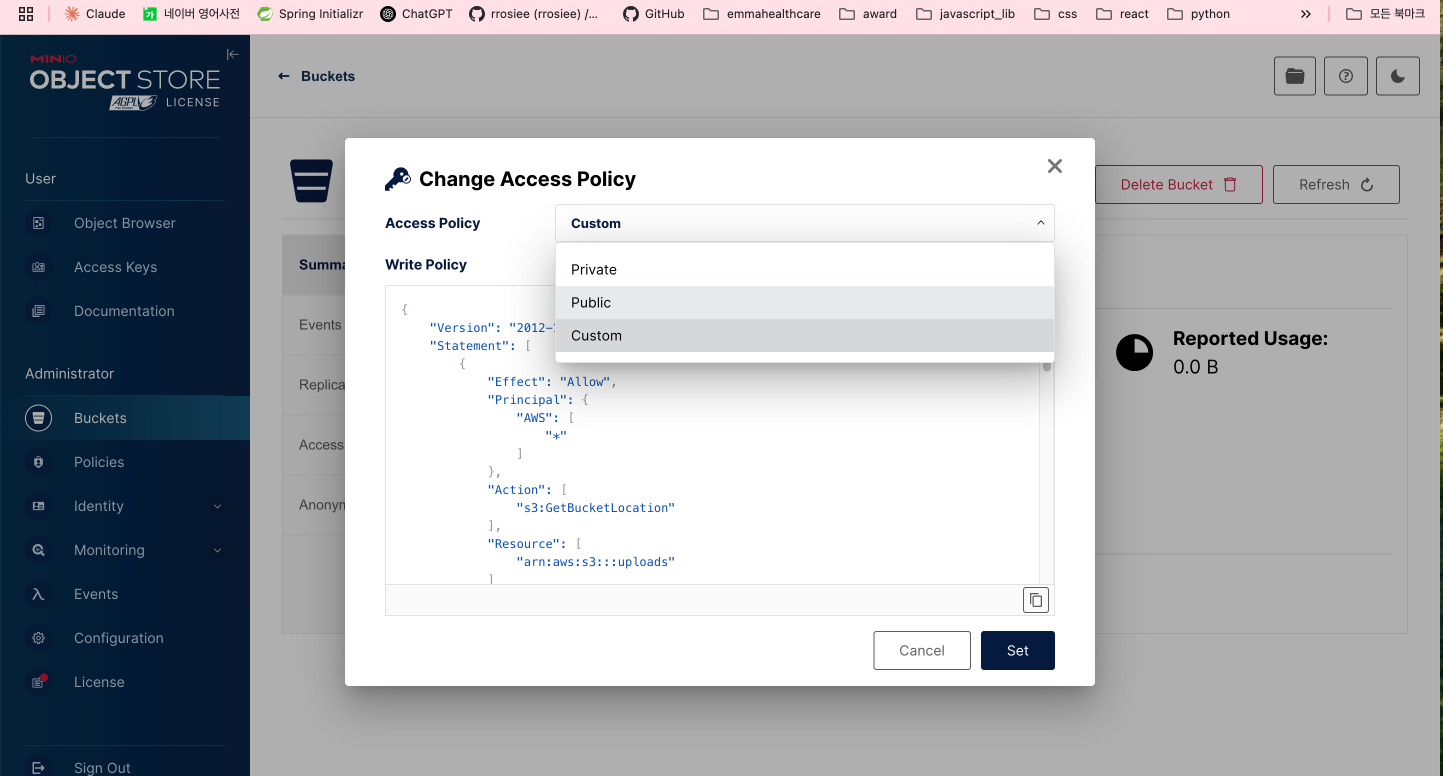 Claude 네이버 영어사전 Spring Initializr ChatGPT rrosiee (rrosiee) /... GitHub emmahealthcare award javascript_lib css react python » 모든 북마크
MINIO
OBJECT STORE
AGPLv3 LICENSE
← Buckets
User
Object Browser
Access Keys
Documentation
Administrator
Buckets
Policies
Identity
Monitoring
Events
Configuration
License
Sign Out
Delete Bucket Refresh
Summa
Events
Replica
Access
Anonym
Reported Usage:
0.0 B
Change Access Policy
Access Policy Custom
Private
Public
Custom
Write Policy
{
"Version": "2012-
"Statement": [
{
"Effect": "Allow",
"Principal": {
"AWS": [
"*"
]
},
"Action": [
"s3:GetBucketLocation"
],
"Resource": [
"arn:aws:s3:::uploads"
]
Cancel Set